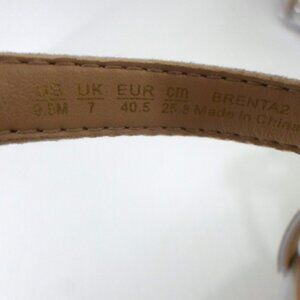 US UK EUR cm BRENTA2
9.5M 7 40.5 25.8 Made in China